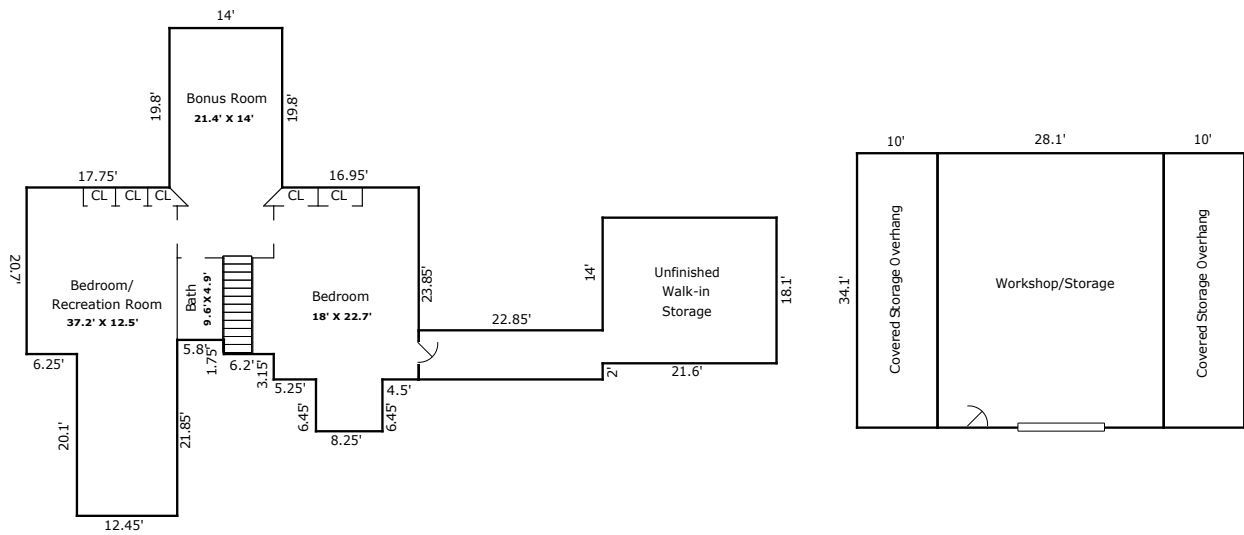 14'
19.8'
Bonus Room
21.4' X 14'
19.8'
17.75'
CL
CL
CL
16.95'
CL
CL
20.7'
Bedroom/
Recreation Room
37.2' X 12.5'
Bath
9.6'X 4.9'
Bedroom
18' X 22.7'
23.85'
22.85'
14'
Unfinished
Walk-in
Storage
18.1'
2'
21.6'
6.25'
5.8'
1.75'
6.2'
3.15'
5.25'
4.5'
6.45'
6.45'
8.25'
20.1'
21.85'
12.45'
10'
28.1'
10'
34.1'
Covered Storage Overhang
Workshop/Storage
Covered Storage Overhang